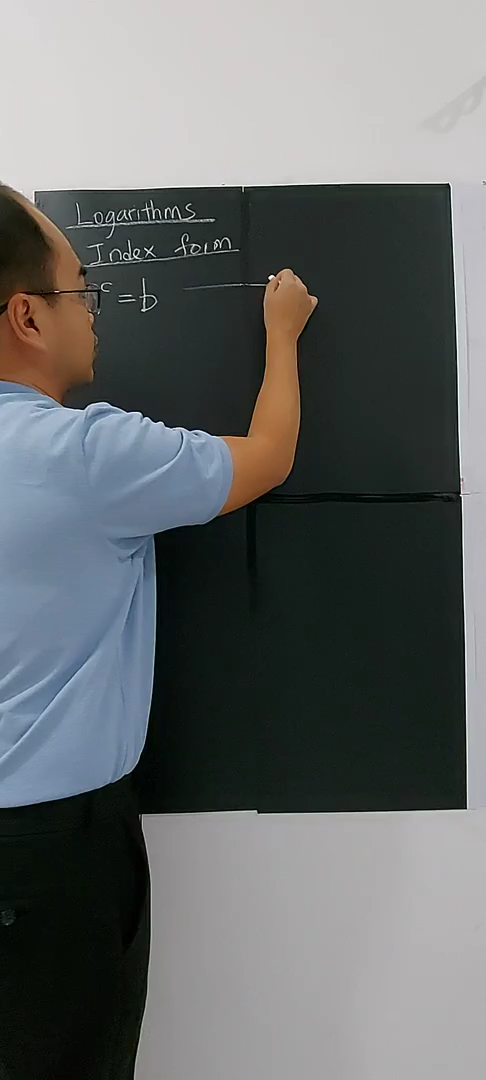 Logarithms
Index form
c = b